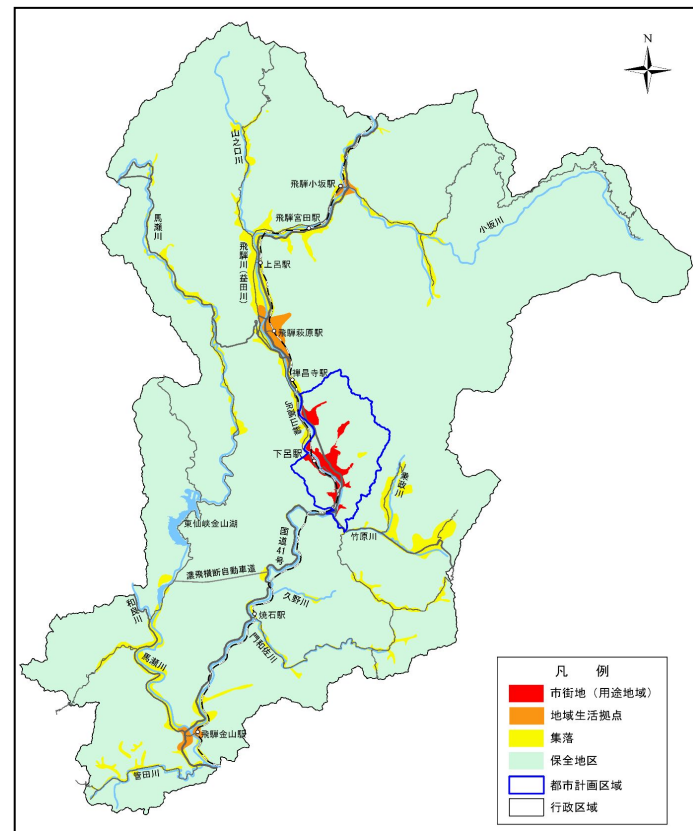 N
山之口川
飛騨小坂駅
馬瀬川
飛騨宮田駅
小坂川
飛騨川(益田川)
上呂駅
飛騨萩原駅
禅昌寺駅
JR高山線
下呂駅
乗政川
東仙峡金山湖
国道41号
竹原川
濃飛横断自動車道
和良川
久野川
焼石駅
門和佐川
馬瀬川
飛騨金山駅
菅田川
凡 例
市街地(用途地域)
地域生活拠点
集落
保全地区
都市計画区域
行政区域